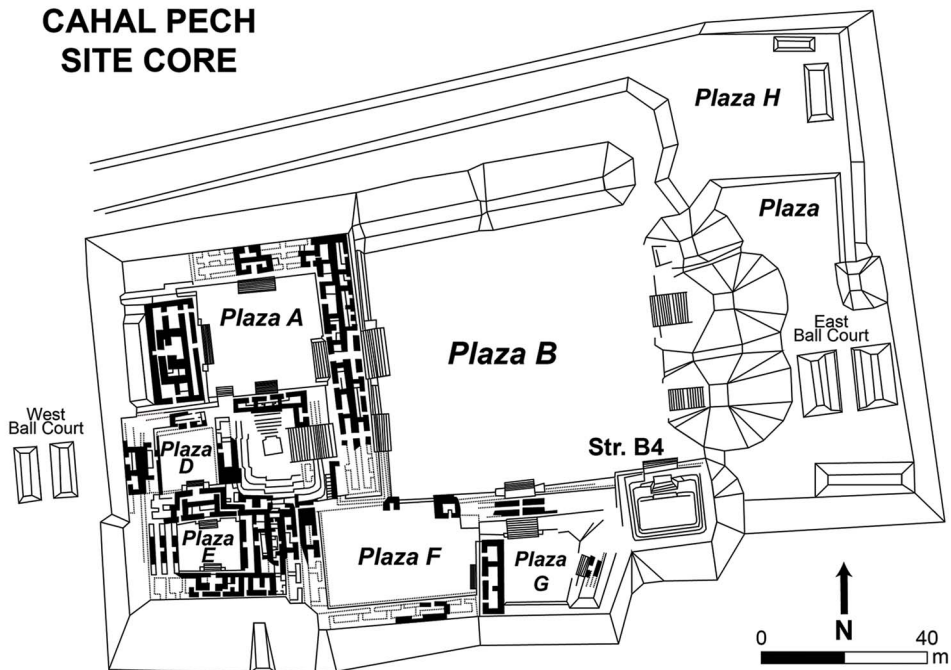 CAHAL PECH
SITE CORE
Plaza H
Plaza
Plaza A
Plaza B
East
Ball Court
West
Ball Court
Plaza
D
Str. B4
Plaza
E
Plaza F
Plaza
G
N
0 40
m